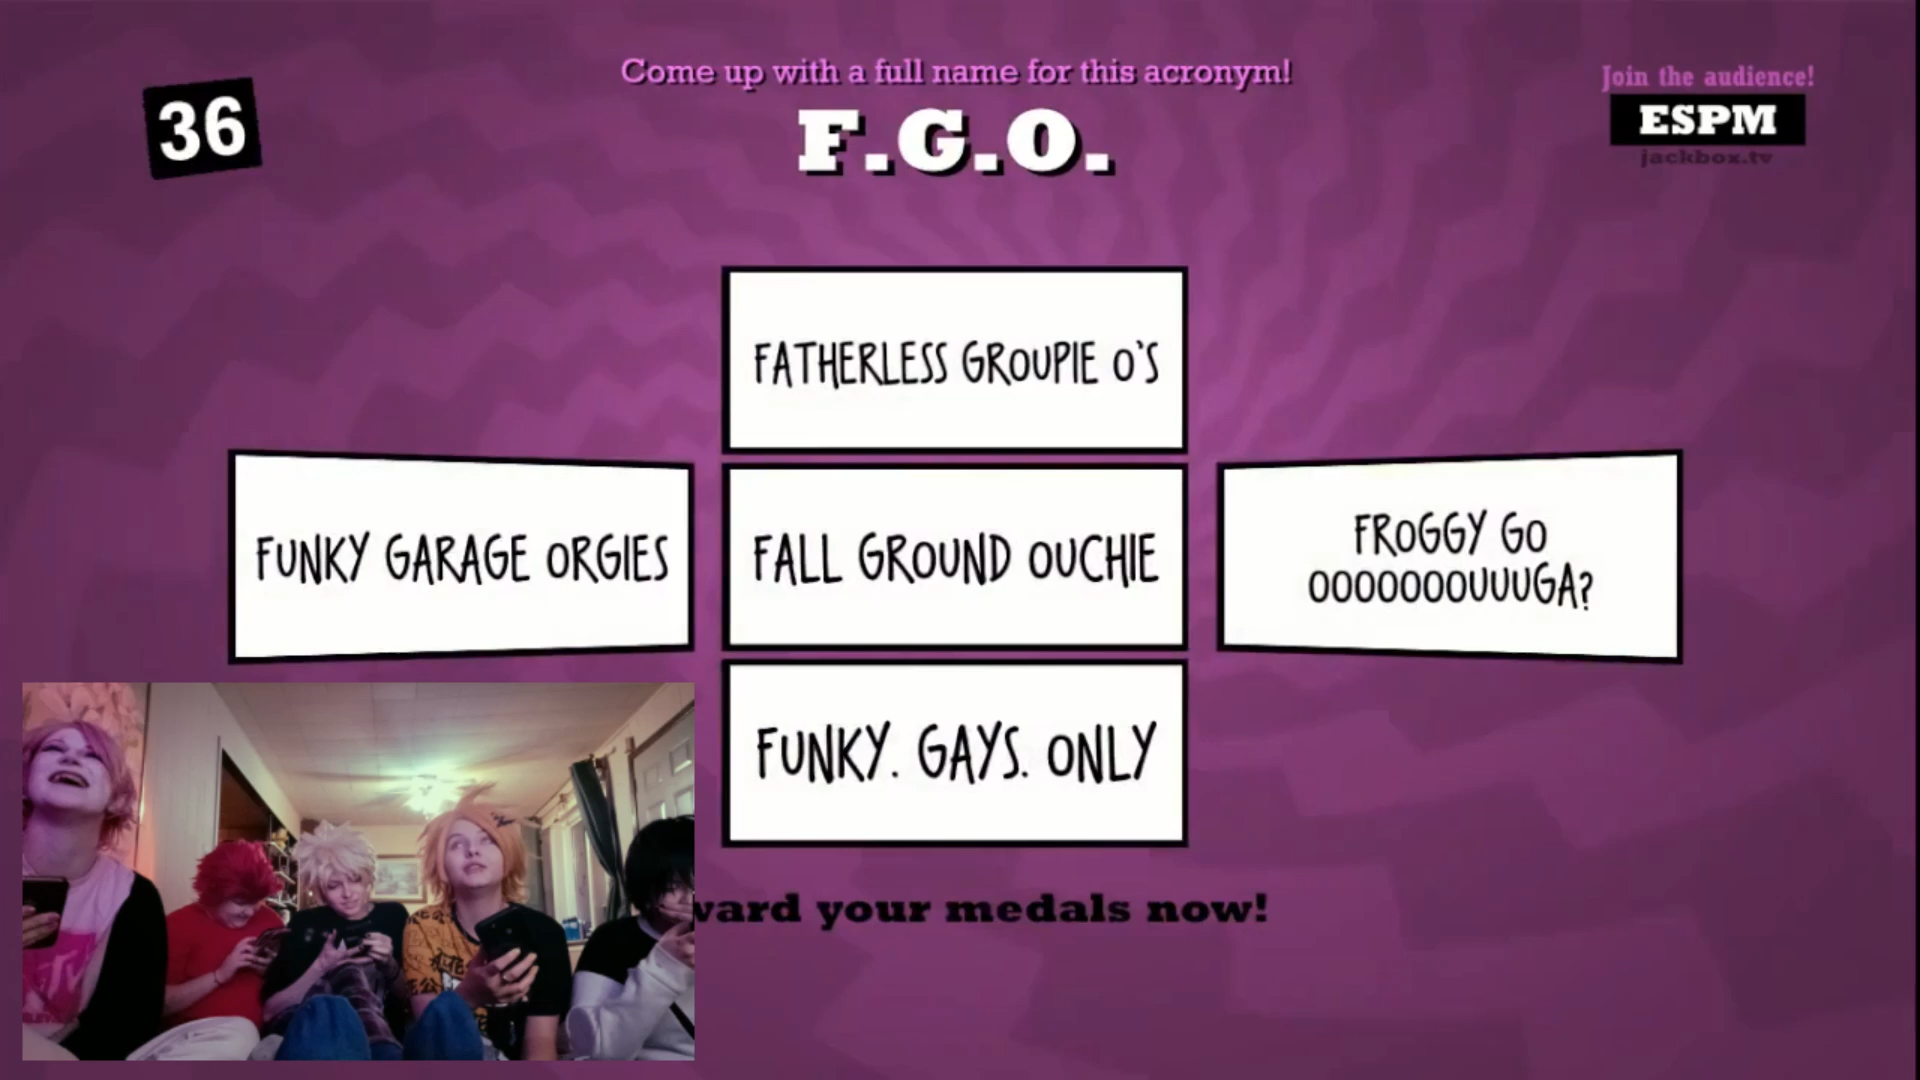 Come up with a full name for this acronym!
36
F.G.O.
Join the audience!
ESPM
jackbox.tv
FATHERLESS GROUPIE O'S
FUNKY GARAGE ORGIES
FALL GROUND OUCHIE
FROGGY GO
OOOOOOOUUUGA?
FUNKY. GAYS. ONLY
ward your medals now!